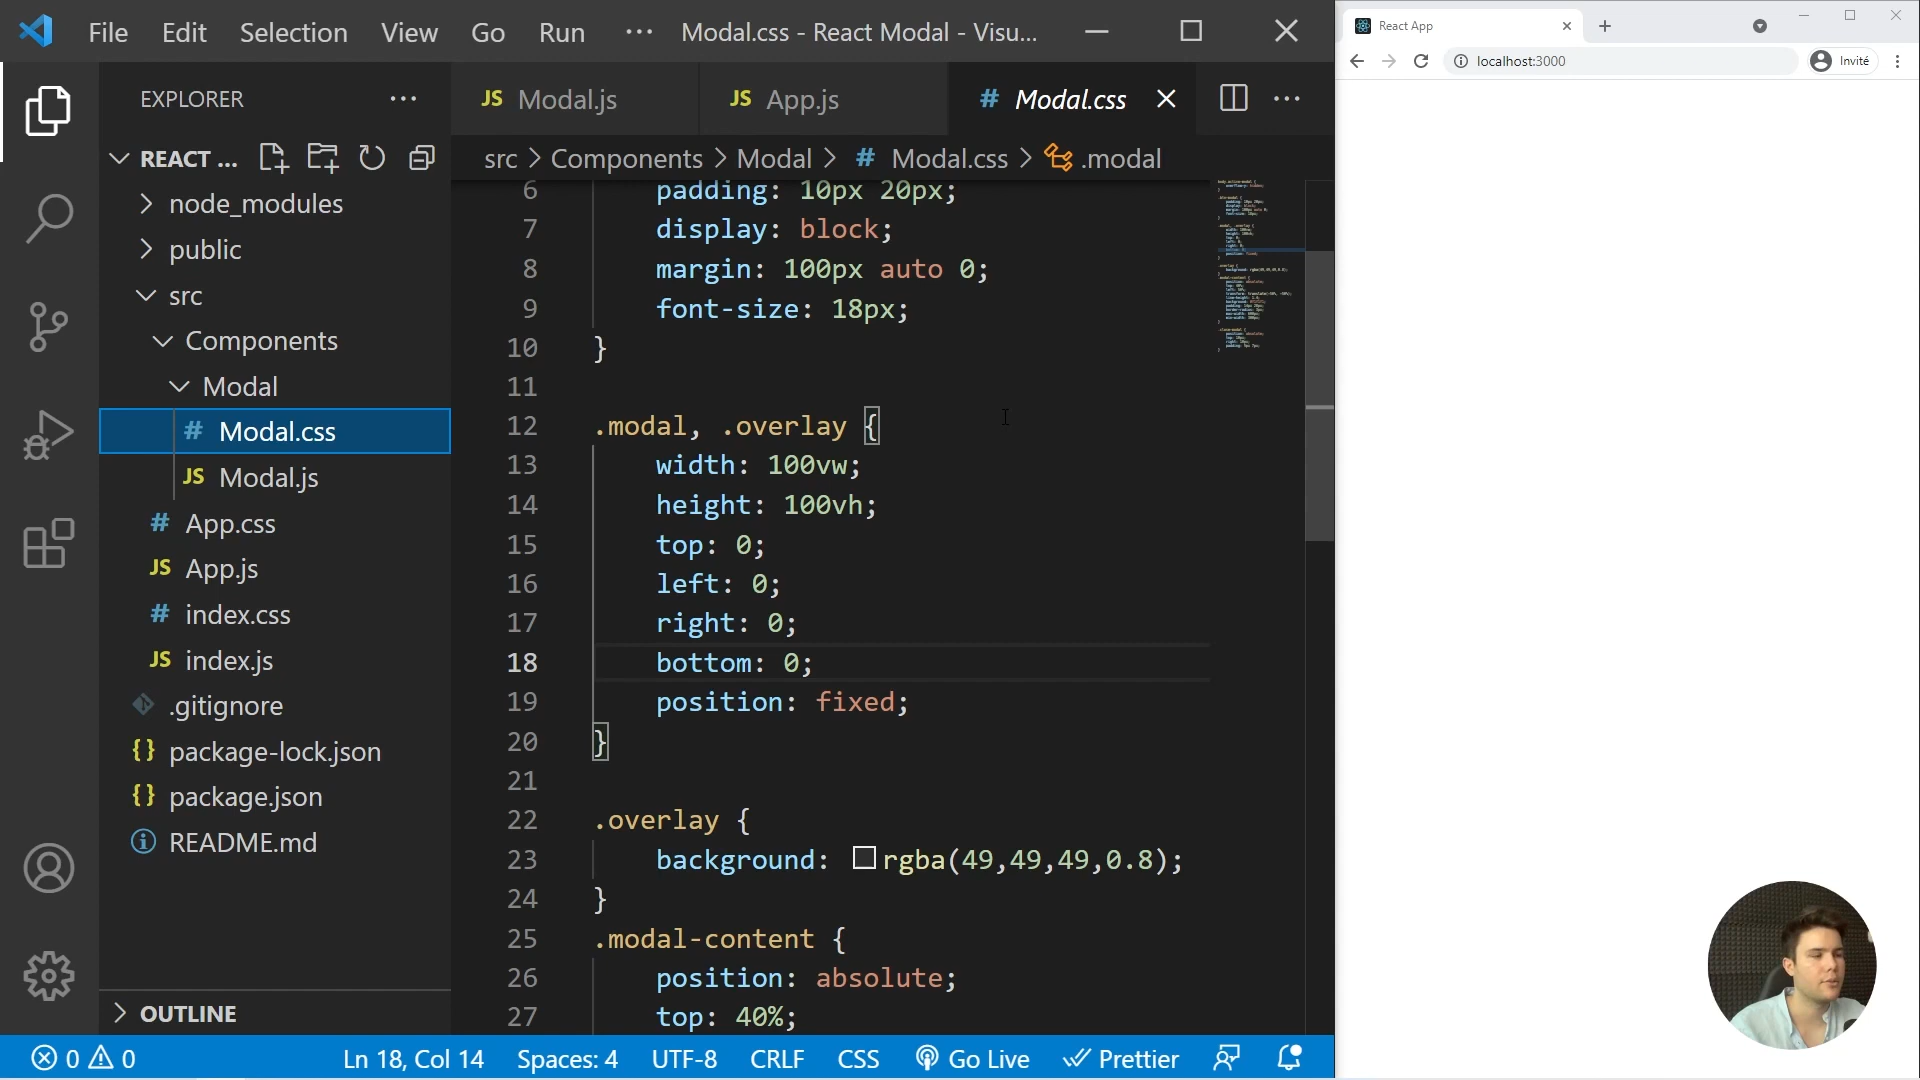 File Edit Selection View Go Run ··· Modal.css - React Modal - Visu...
React App
localhost:3000
Invité
EXPLORER
REACT ...
node_modules
public
src
Components
Modal
# Modal.css
JS Modal.js
# App.css
JS App.js
# index.css
JS index.js
.gitignore
{} package-lock.json
{} package.json
README.md
OUTLINE
JS Modal.js
JS App.js
# Modal.css
src > Components > Modal > # Modal.css > .modal
6 padding: 10px 20px;
7 display: block;
8 margin: 100px auto 0;
9 font-size: 18px;
10 }
11
12 .modal, .overlay {
13 width: 100vw;
14 height: 100vh;
15 top: 0;
16 left: 0;
17 right: 0;
18 bottom: 0;
19 position: fixed;
20 }
21
22 .overlay {
23 background: rgba(49,49,49,0.8);
24 }
25 .modal-content {
26 position: absolute;
27 top: 40%;
0 0 Ln 18, Col 14 Spaces: 4 UTF-8 CRLF CSS Go Live Prettier